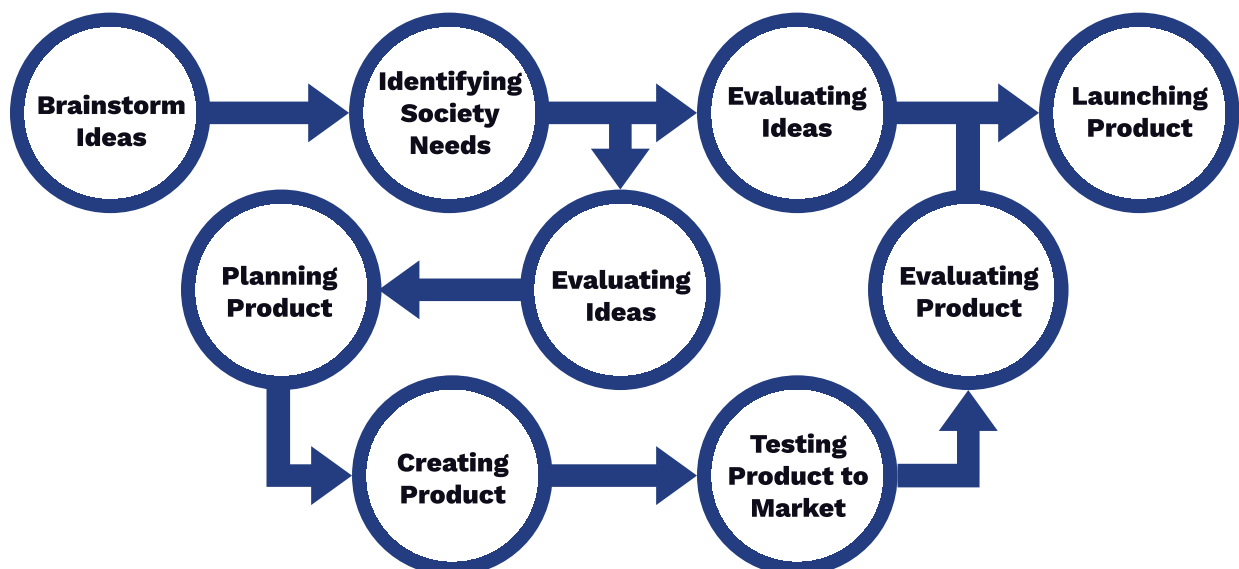 Brainstorm
Ideas
Identifying
Society
Needs
Evaluating
Ideas
Launching
Product
Planning
Product
Evaluating
Ideas
Evaluating
Product
Creating
Product
Testing
Product to
Market